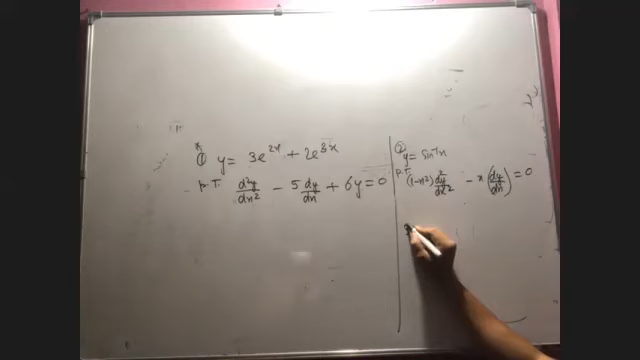 ① y = 3e^{2x} + 2e^{3x}
P.T. d²y/dx² - 5 dy/dx + 6y = 0
② y = sin⁻¹x
P.T. (1-x²) d²y/dx² - x (dy/dx) = 0